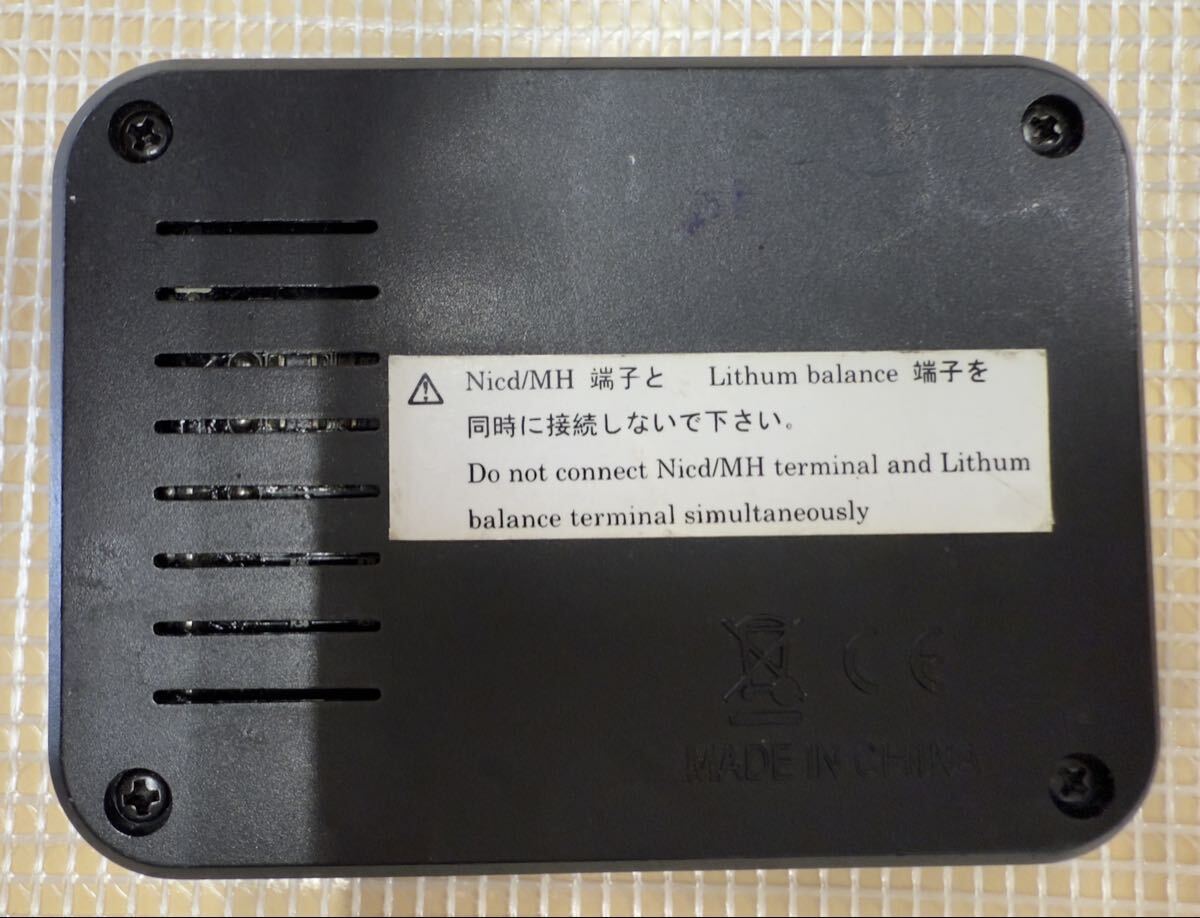 ⚠ Nicd/MH 端子と Lithum balance 端子を
同時に接続しないで下さい。
Do not connect Nicd/MH terminal and Lithum
balance terminal simultaneously
CE
MADE IN CHINA